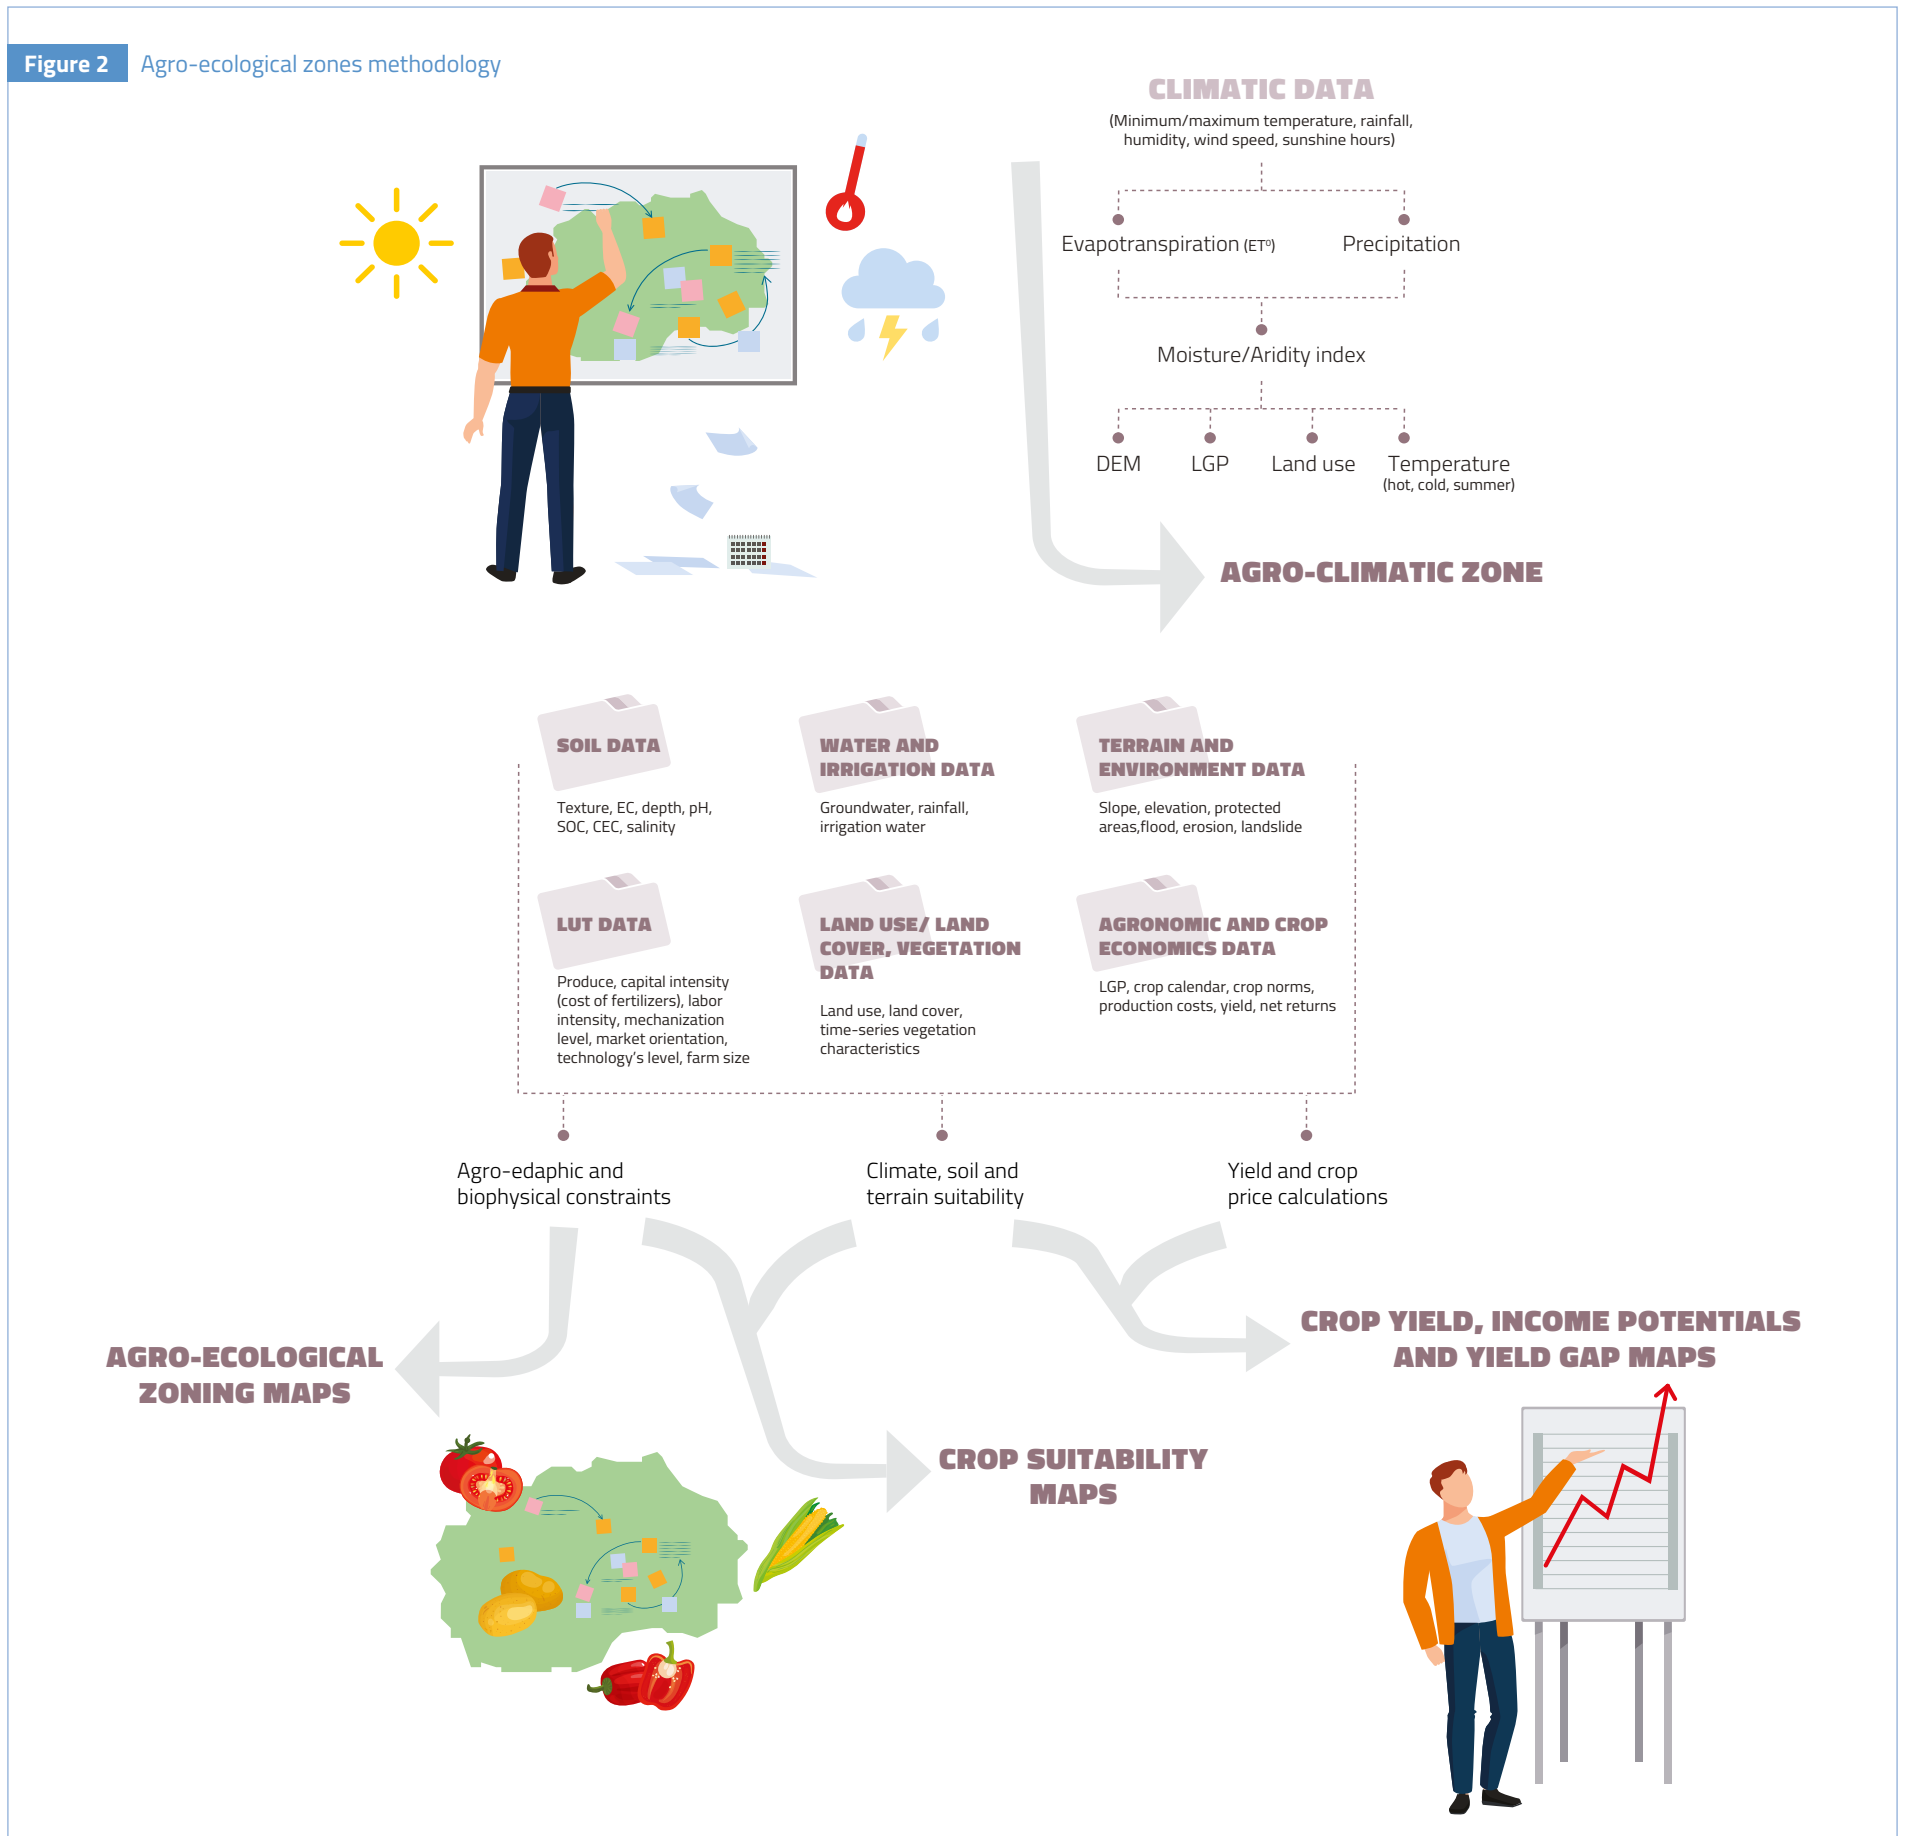 Figure 2
Agro-ecological zones methodology
CLIMATIC DATA
(Minimum/maximum temperature, rainfall,
humidity, wind speed, sunshine hours)
Evapotranspiration (ET⁰)
Precipitation
Moisture/Aridity index
DEM
LGP
Land use
Temperature
(hot, cold, summer)
AGRO-CLIMATIC ZONE
SOIL DATA
Texture, EC, depth, pH,
SOC, CEC, salinity
WATER AND
IRRIGATION DATA
Groundwater, rainfall,
irrigation water
TERRAIN AND
ENVIRONMENT DATA
Slope, elevation, protected
areas,flood, erosion, landslide
LUT DATA
Produce, capital intensity
(cost of fertilizers), labor
intensity, mechanization
level, market orientation,
technology's level, farm size
LAND USE/ LAND
COVER, VEGETATION
DATA
Land use, land cover,
time-series vegetation
characteristics
AGRONOMIC AND CROP
ECONOMICS DATA
LGP, crop calendar, crop norms,
production costs, yield, net returns
Agro-edaphic and
biophysical constraints
Climate, soil and
terrain suitability
Yield and crop
price calculations
AGRO-ECOLOGICAL
ZONING MAPS
CROP SUITABILITY
MAPS
CROP YIELD, INCOME POTENTIALS
AND YIELD GAP MAPS